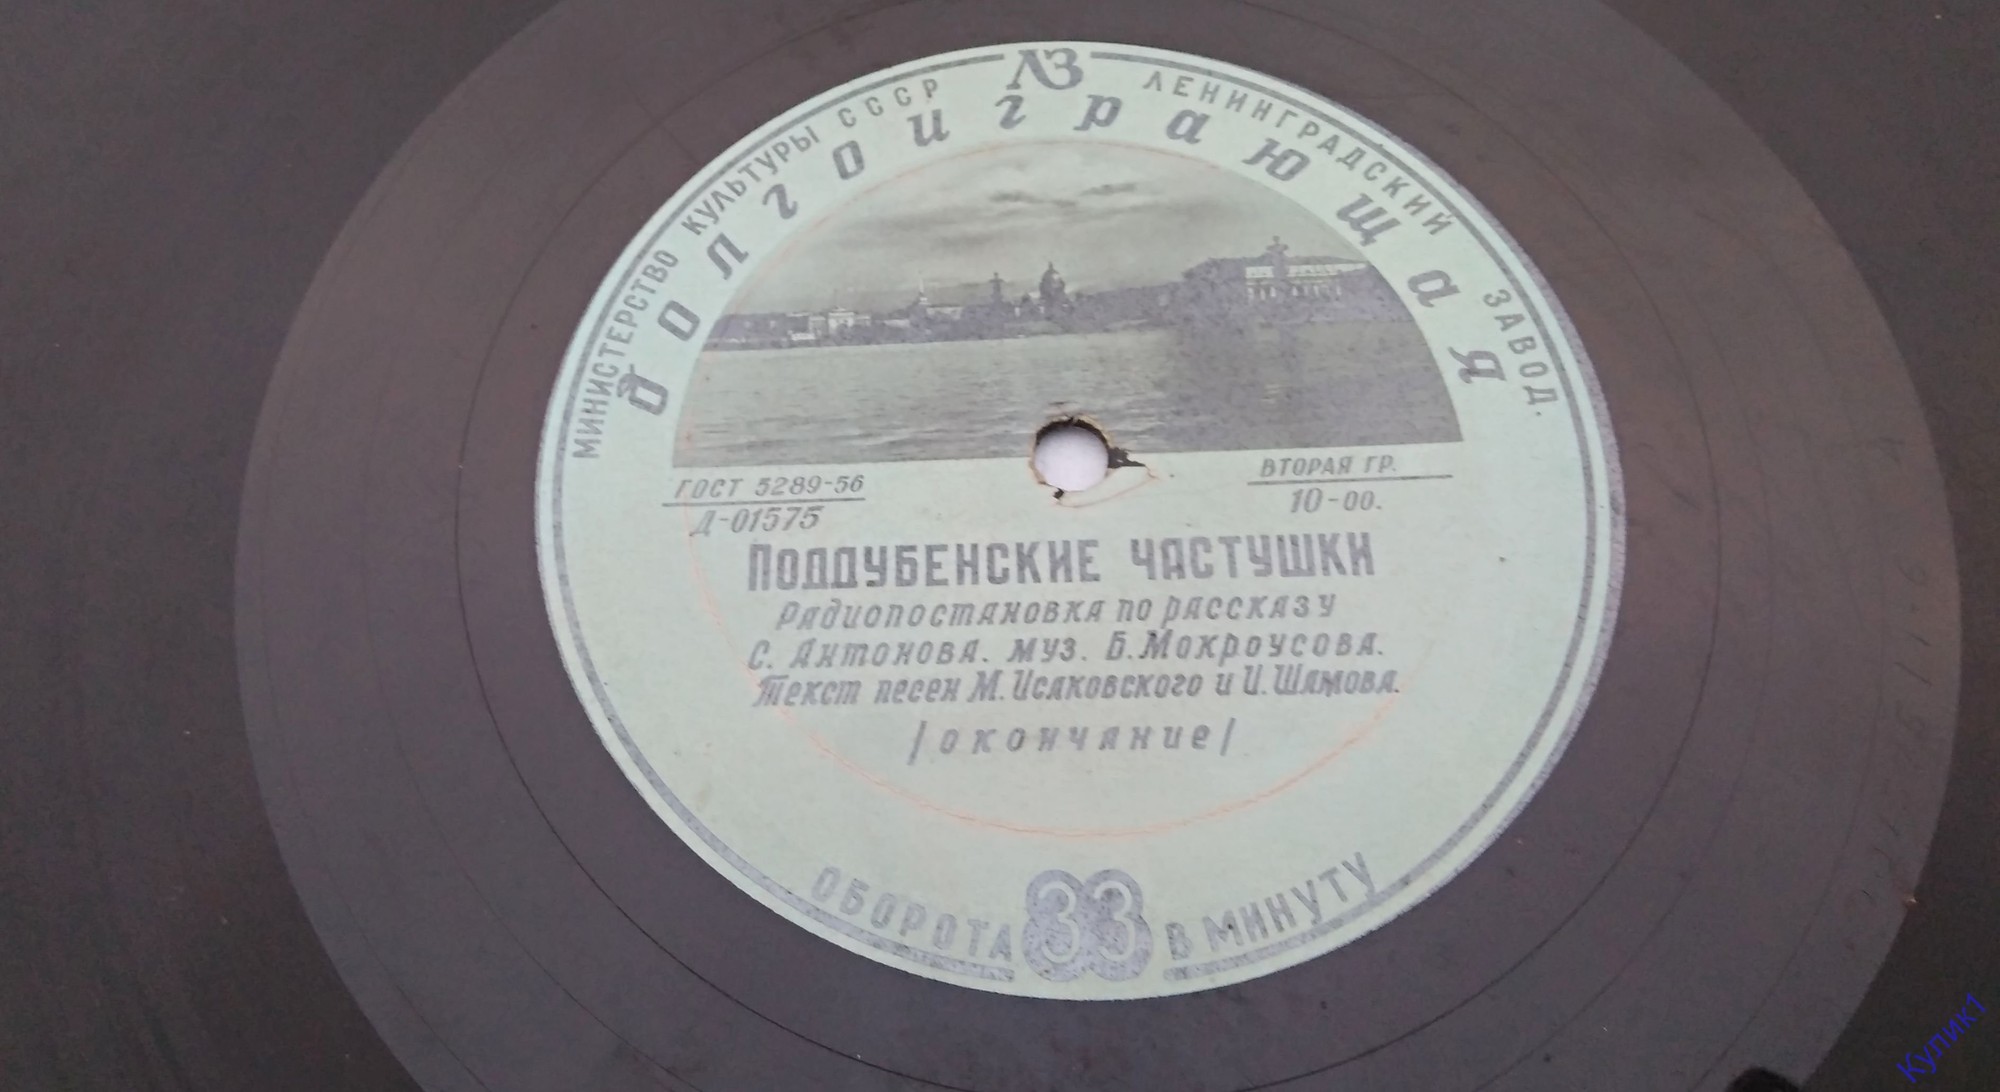 МИНИСТЕРСТВО КУЛЬТУРЫ СССР ЛЗ ЛЕНИНГРАДСКИЙ ЗАВОД.
долгоиграющая
ГОСТ 5289-56
Д-01575
ВТОРАЯ ГР.
10-00.
ПОДДУБЕНСКИЕ ЧАСТУШКИ
Радиопостановка по рассказу
С. Антонова. муз. Б. Мокроусова.
Текст песен М. Исаковского и И. Шамова.
/окончание/
ОБОРОТА 33 В МИНУТУ
Кулик1